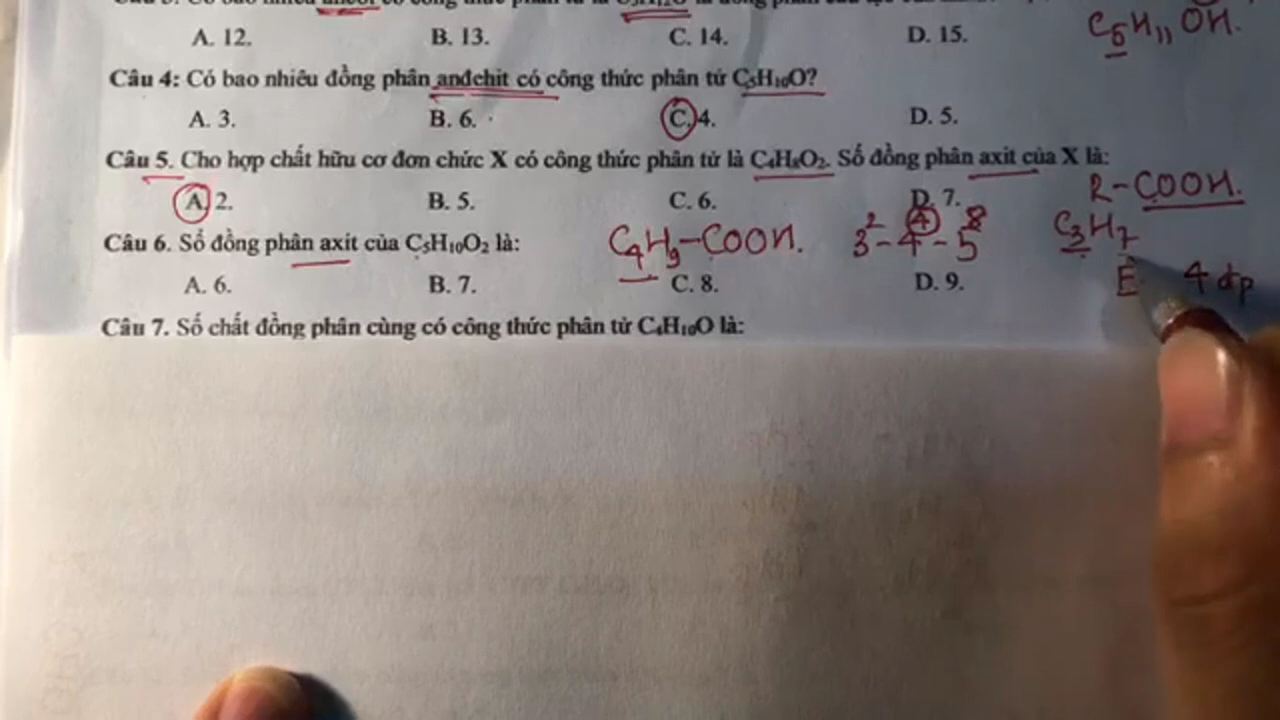 C₅H₁₁OH.
A. 12. B. 13. C. 14. D. 15.
Câu 4: Có bao nhiêu đồng phân anđehit có công thức phân tử C₅H₁₀O?
A. 3. B. 6. C. 4. D. 5.
Câu 5. Cho hợp chất hữu cơ đơn chức X có công thức phân tử là C₄H₈O₂. Số đồng phân axit của X là:
R-COOH.
A. 2. B. 5. C. 6. D. 7.
2 4 8
3-4-5
C₃H₇
Câu 6. Số đồng phân axit của C₅H₁₀O₂ là:
C₄H₉-COOH.
4 đp
A. 6. B. 7. C. 8. D. 9.
Câu 7. Số chất đồng phân cùng có công thức phân tử C₄H₁₀O là: